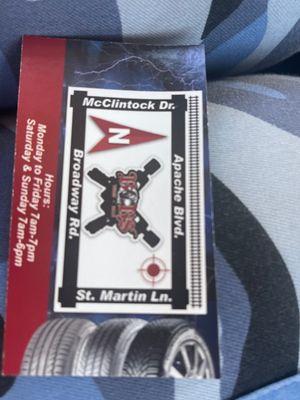 McClintock Dr.
N
Apache Blvd.
Broadway Rd.
St. Martin Ln.
Hours:
Monday to Friday 7am-7pm
Saturday & Sunday 7am-6pm